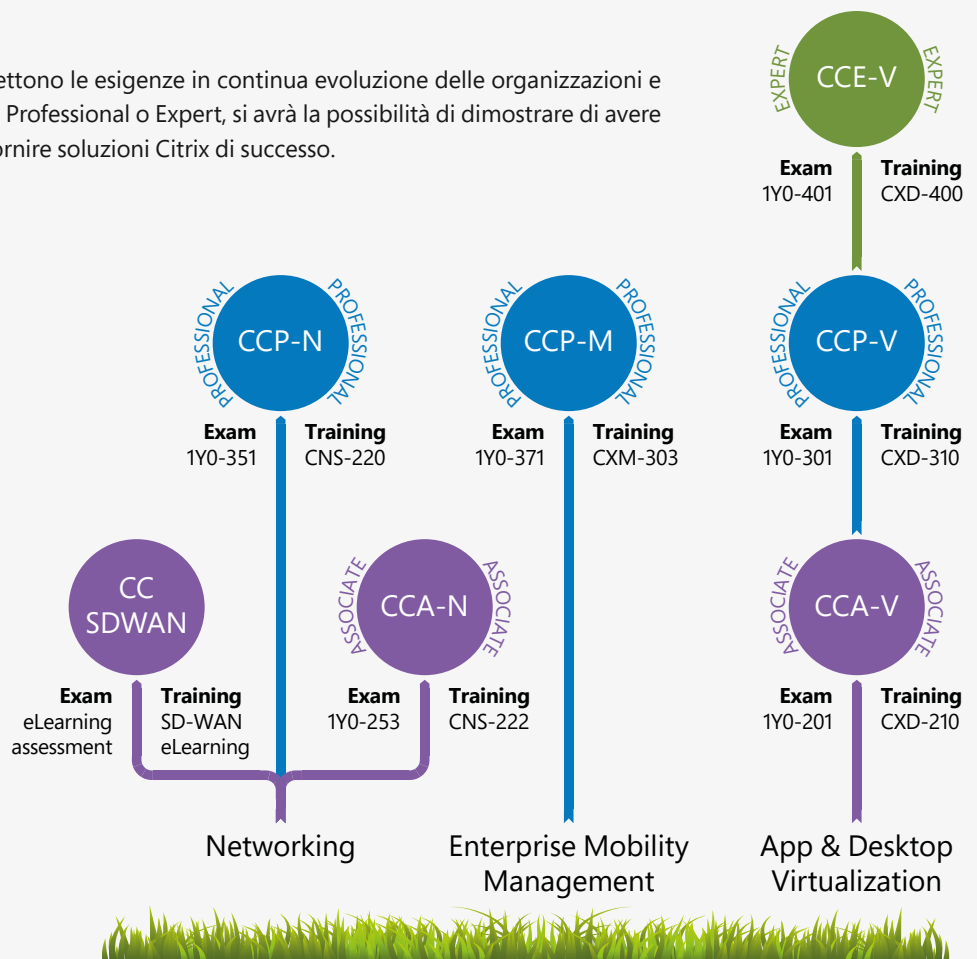 ettono le esigenze in continua evoluzione delle organizzazioni e
Professional o Expert, si avrà la possibilità di dimostrare di avere
ornire soluzioni Citrix di successo.
EXPERT
CCE-V
EXPERT
Exam
1Y0-401
Training
CXD-400
PROFESSIONAL
CCP-N
PROFESSIONAL
Exam
1Y0-351
Training
CNS-220
PROFESSIONAL
CCP-M
PROFESSIONAL
Exam
1Y0-371
Training
CXM-303
PROFESSIONAL
CCP-V
PROFESSIONAL
Exam
1Y0-301
Training
CXD-310
CC
SDWAN
Exam
eLearning
assessment
Training
SD-WAN
eLearning
ASSOCIATE
CCA-N
ASSOCIATE
Exam
1Y0-253
Training
CNS-222
ASSOCIATE
CCA-V
ASSOCIATE
Exam
1Y0-201
Training
CXD-210
Networking
Enterprise Mobility
Management
App & Desktop
Virtualization